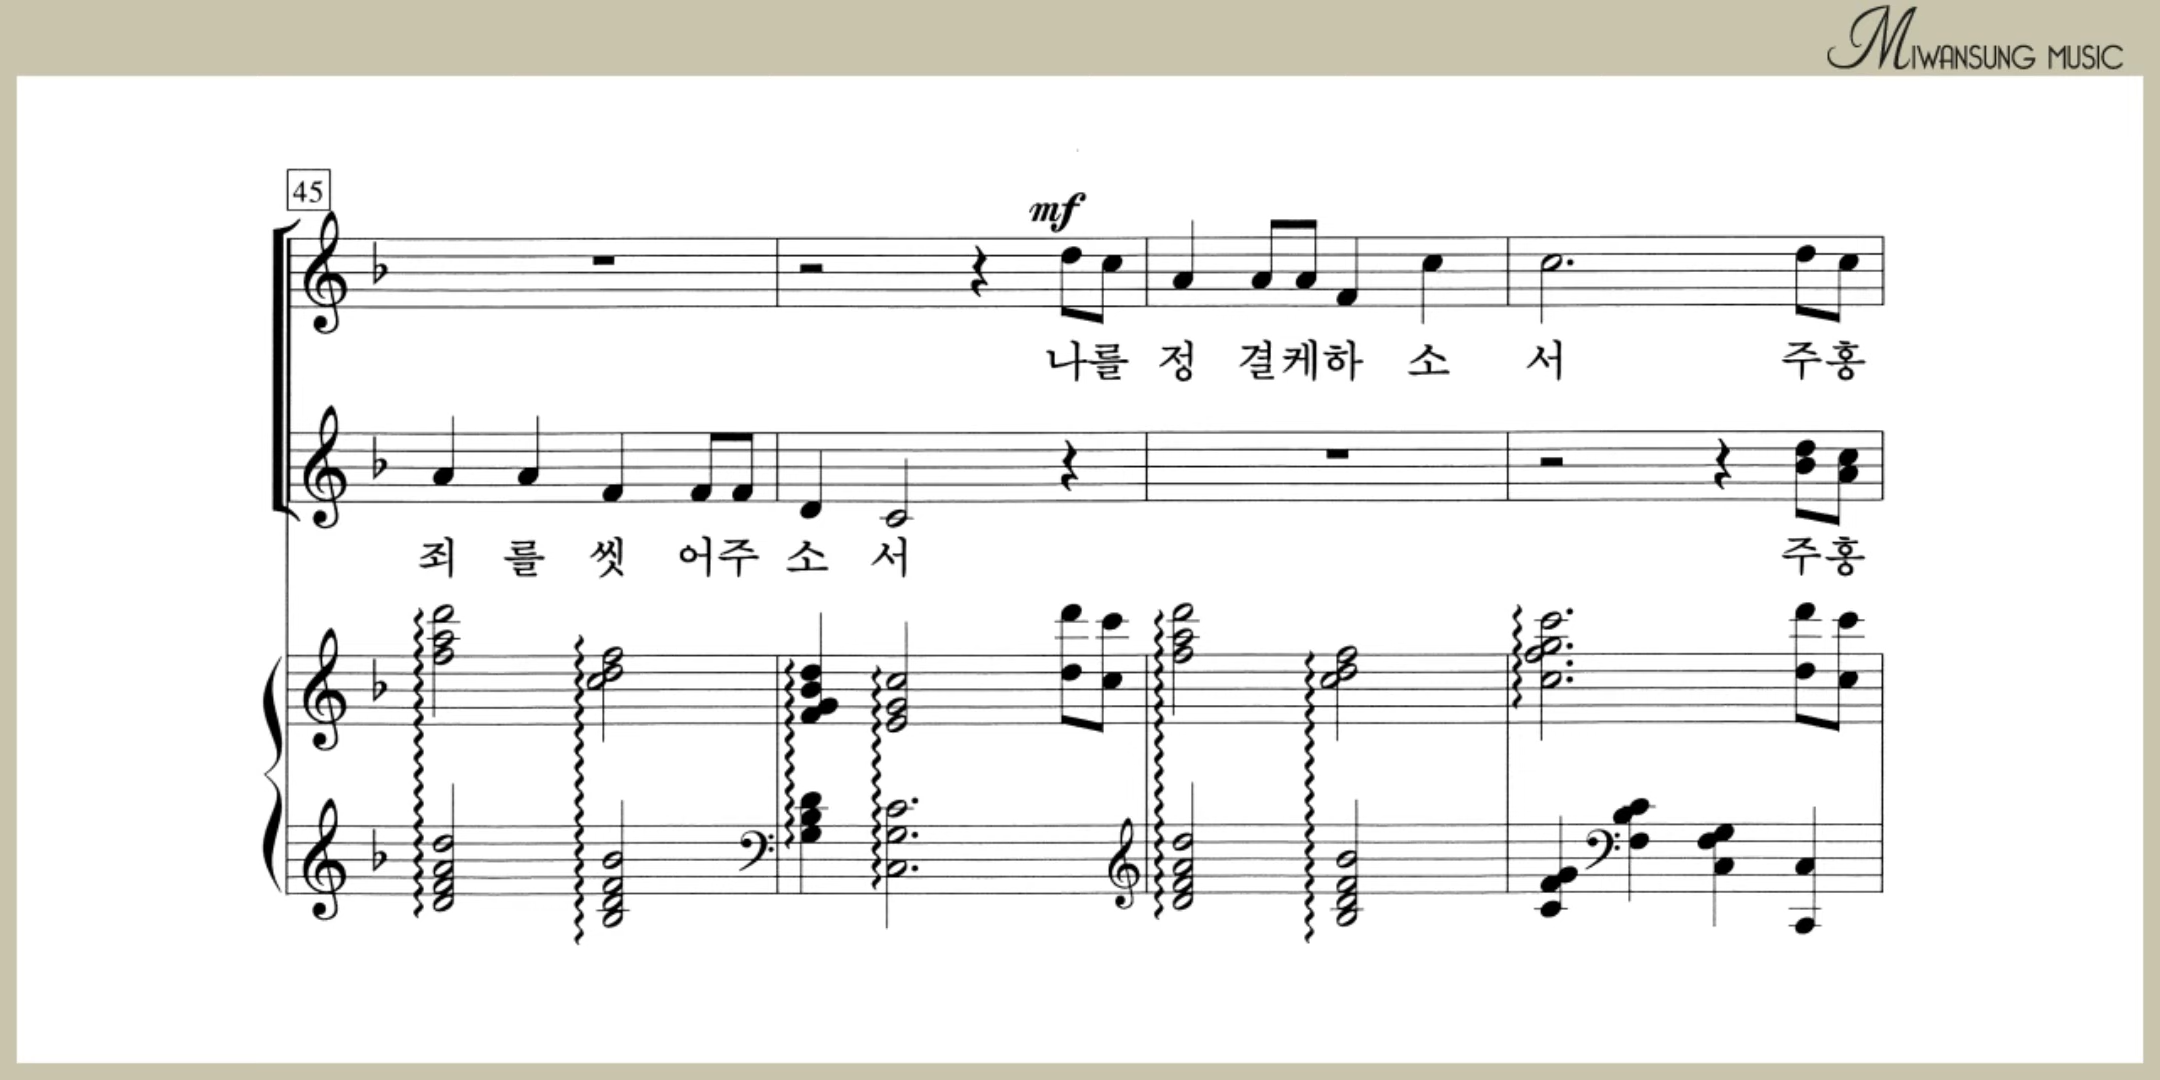 MIWANSUNG MUSIC
45
mf
나를 정 결케하 소 서 주홍
죄 를 씻 어주 소 서 주홍